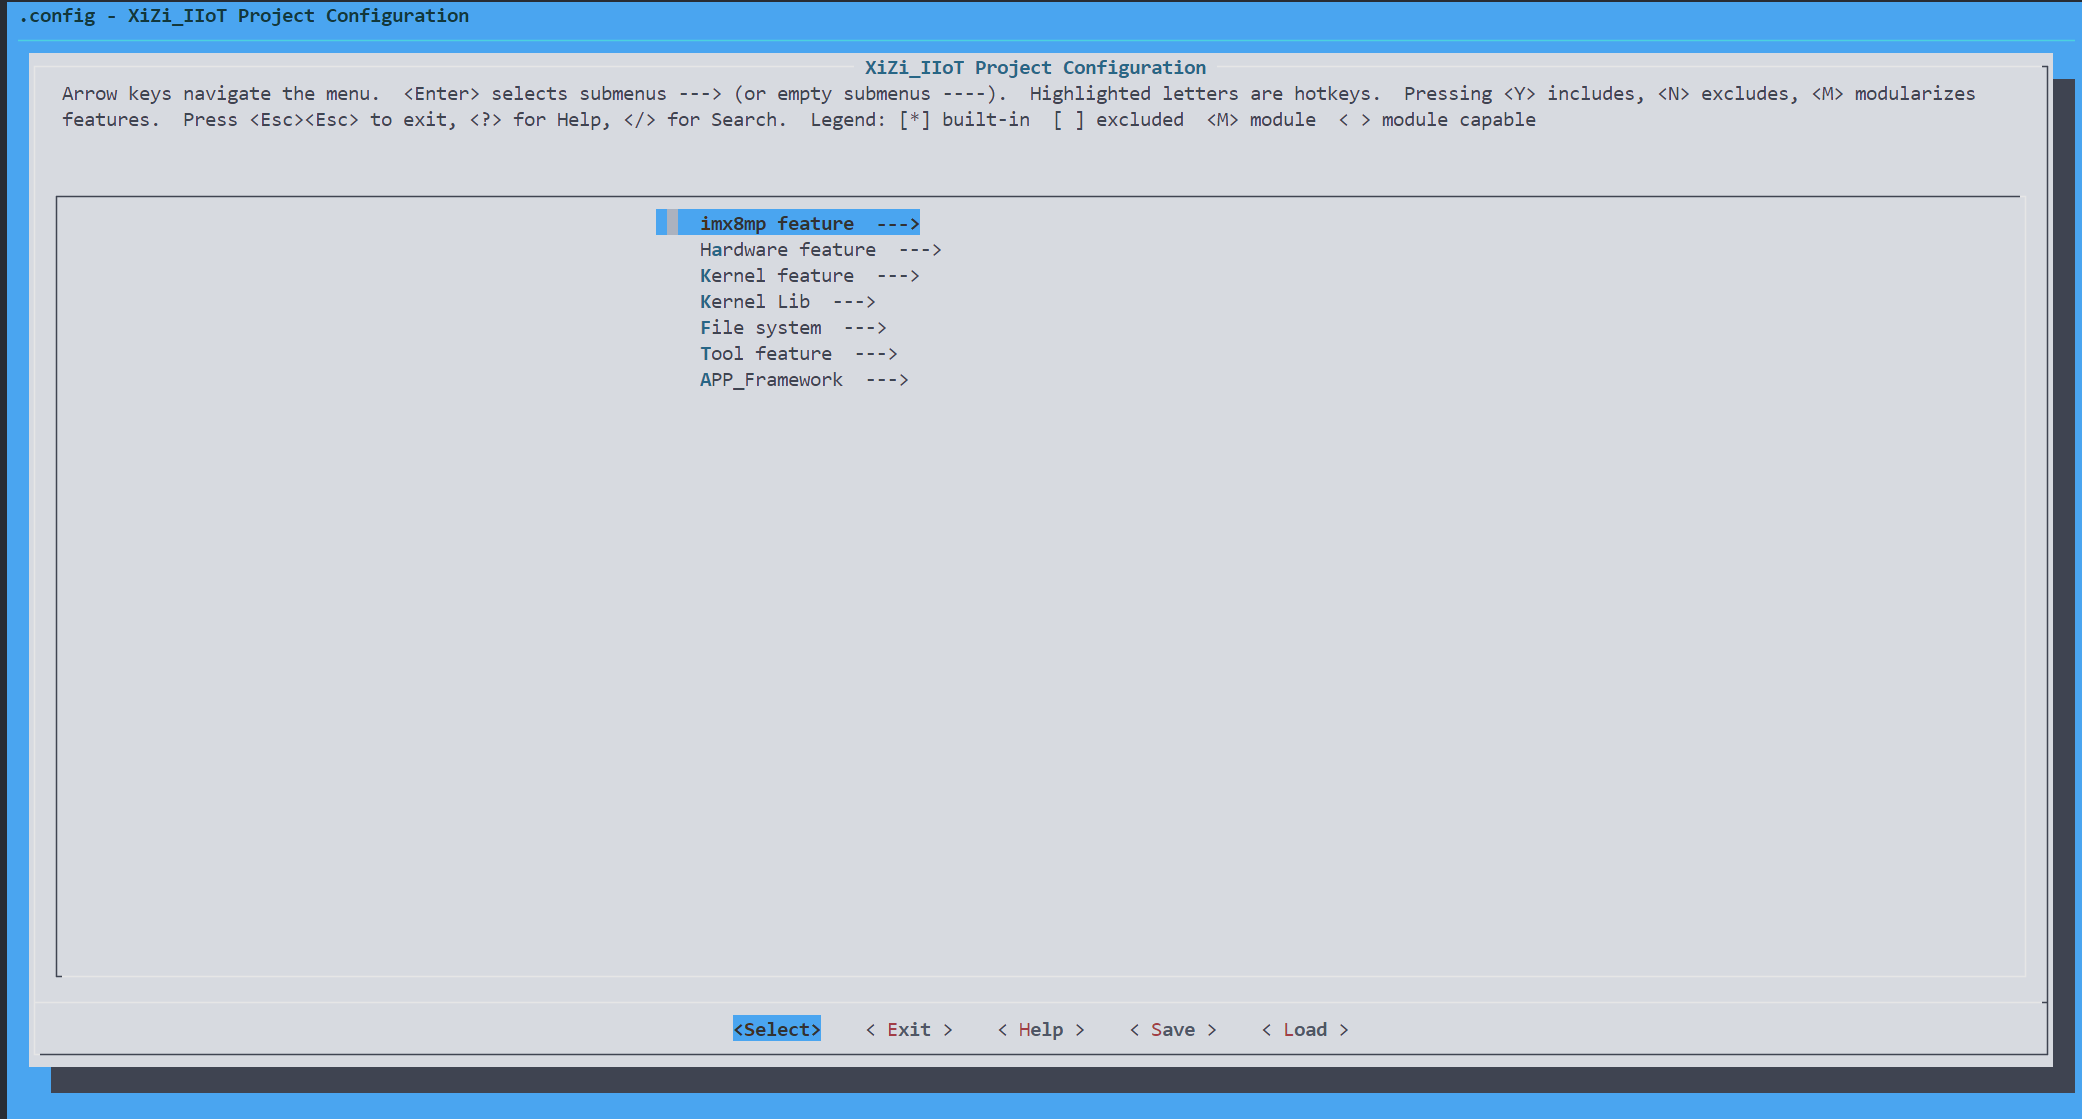 .config - XiZi_IIoT Project Configuration
XiZi_IIoT Project Configuration
Arrow keys navigate the menu.  <Enter> selects submenus ---> (or empty submenus ----).  Highlighted letters are hotkeys.  Pressing <Y> includes, <N> excludes, <M> modularizes
features.  Press <Esc><Esc> to exit, <?> for Help, </> for Search.  Legend: [*] built-in  [ ] excluded  <M> module  < > module capable
imx8mp feature  --->
Hardware feature  --->
Kernel feature  --->
Kernel Lib  --->
File system  --->
Tool feature  --->
APP_Framework  --->
<Select>    < Exit >    < Help >    < Save >    < Load >